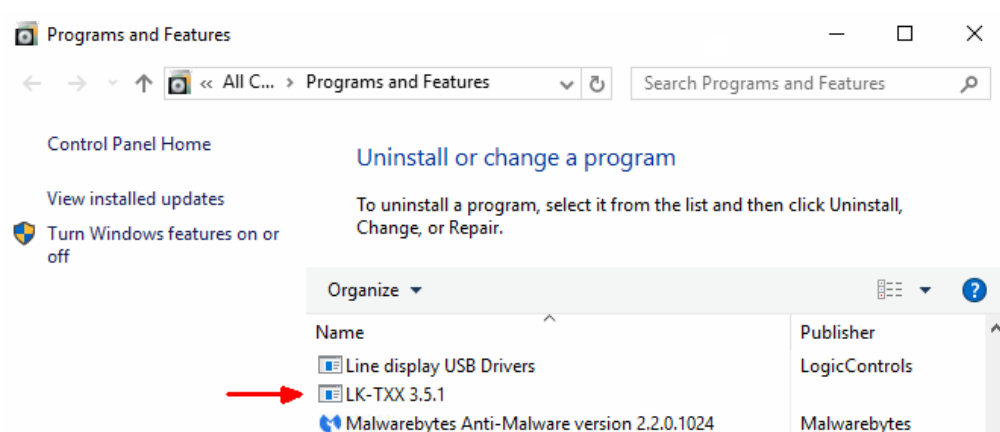 Programs and Features
« All C... › Programs and Features
Search Programs and Features
Control Panel Home
View installed updates
Turn Windows features on or
off
Uninstall or change a program
To uninstall a program, select it from the list and then click Uninstall,
Change, or Repair.
Organize
Name Publisher
Line display USB Drivers LogicControls
LK-TXX 3.5.1
Malwarebytes Anti-Malware version 2.2.0.1024 Malwarebytes